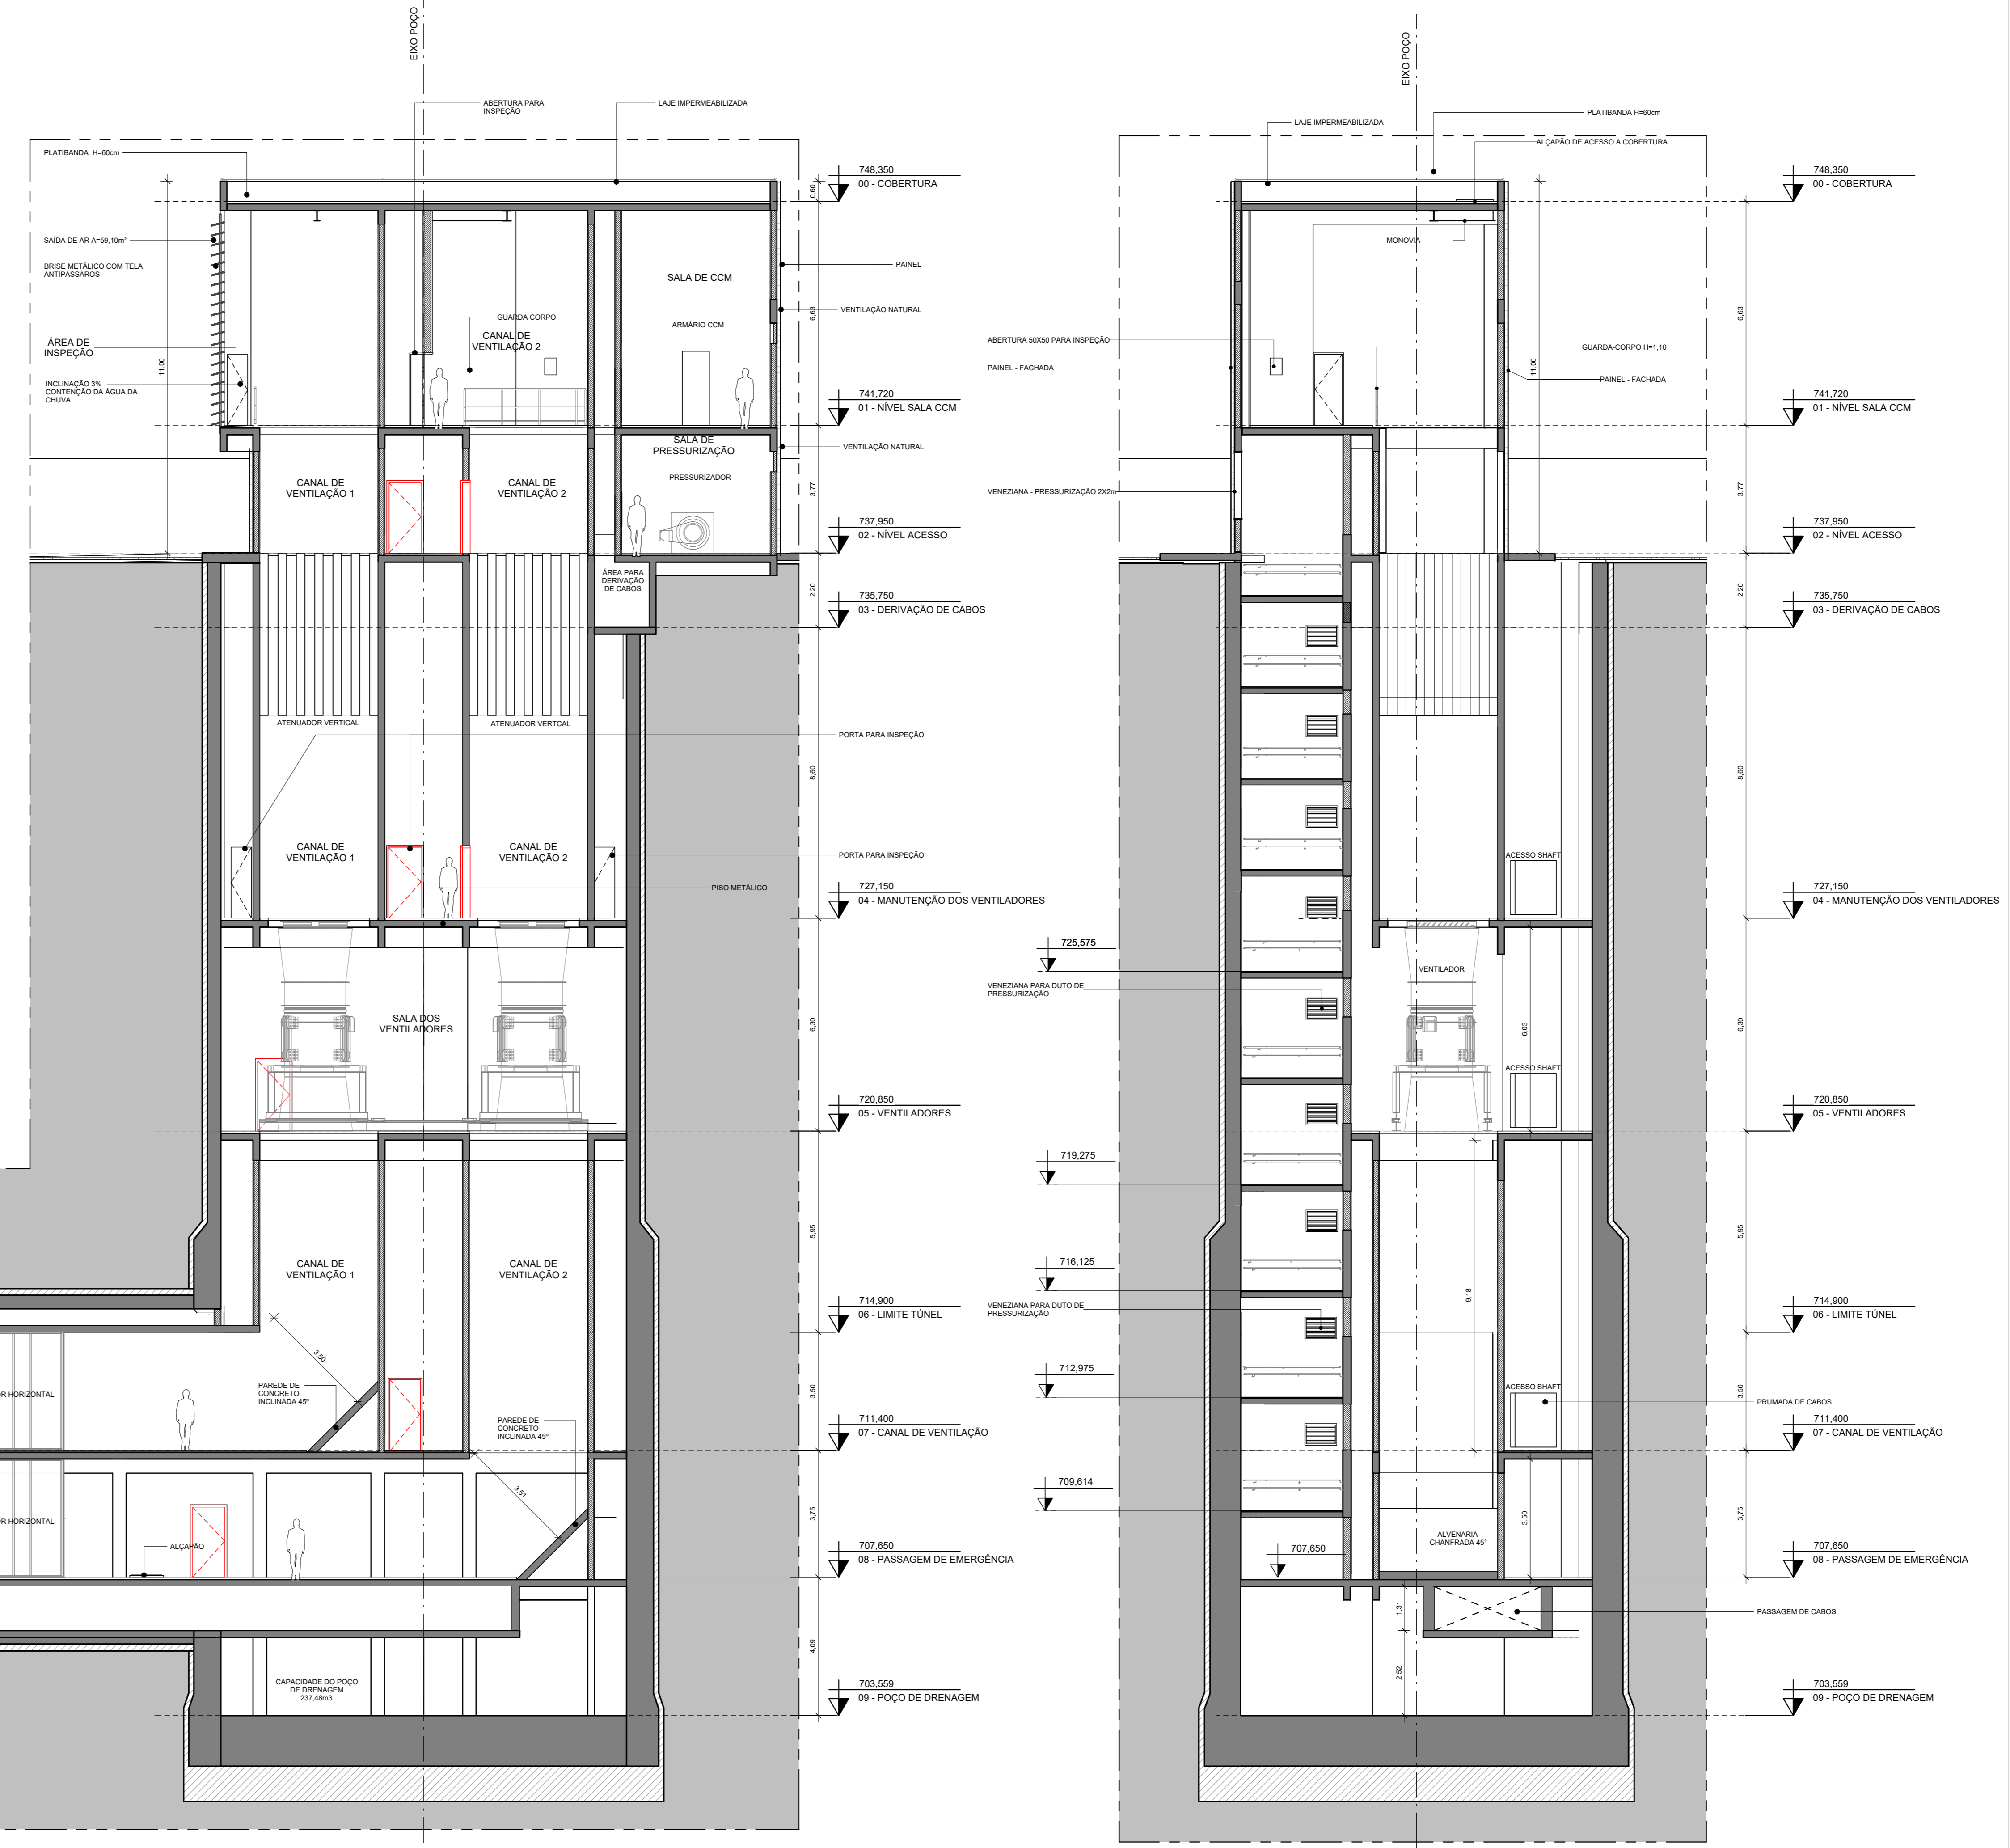 EIXO POÇO
ABERTURA PARA
INSPEÇÃO
LAJE IMPERMEABILIZADA
PLATIBANDA H=60cm
748,350
00 - COBERTURA
0,60
SAÍDA DE AR A=59,10m²
BRISE METÁLICO COM TELA
ANTIPÁSSAROS
PAINEL
SALA DE CCM
VENTILAÇÃO NATURAL
6,63
GUARDA CORPO
ARMÁRIO CCM
CANAL DE
VENTILAÇÃO 2
ÁREA DE
INSPEÇÃO
11,00
INCLINAÇÃO 3%
CONTENÇÃO DA ÁGUA DA
CHUVA
741,720
01 - NÍVEL SALA CCM
SALA DE
PRESSURIZAÇÃO
VENTILAÇÃO NATURAL
PRESSURIZADOR
CANAL DE
VENTILAÇÃO 1
CANAL DE
VENTILAÇÃO 2
3,77
737,950
02 - NÍVEL ACESSO
ÁREA PARA
DERIVAÇÃO
DE CABOS
2,20
735,750
03 - DERIVAÇÃO DE CABOS
ATENUADOR VERTICAL
ATENUADOR VERTCAL
PORTA PARA INSPEÇÃO
8,60
CANAL DE
VENTILAÇÃO 1
CANAL DE
VENTILAÇÃO 2
PORTA PARA INSPEÇÃO
PISO METÁLICO
727,150
04 - MANUTENÇÃO DOS VENTILADORES
SALA DOS
VENTILADORES
6,30
720,850
05 - VENTILADORES
5,95
CANAL DE
VENTILAÇÃO 1
CANAL DE
VENTILAÇÃO 2
714,900
06 - LIMITE TÚNEL
3,50
OR HORIZONTAL
PAREDE DE
CONCRETO
INCLINADA 45º
3,50
PAREDE DE
CONCRETO
INCLINADA 45º
711,400
07 - CANAL DE VENTILAÇÃO
3,51
3,75
OR HORIZONTAL
ALÇAPÃO
707,650
08 - PASSAGEM DE EMERGÊNCIA
4,09
CAPACIDADE DO POÇO
DE DRENAGEM
237,48m3
703,559
09 - POÇO DE DRENAGEM
EIXO POÇO
PLATIBANDA H=60cm
LAJE IMPERMEABILIZADA
ALÇAPÃO DE ACESSO A COBERTURA
748,350
00 - COBERTURA
MONOVIA
6,63
ABERTURA 50X50 PARA INSPEÇÃO
GUARDA-CORPO H=1,10
PAINEL - FACHADA
11,00
PAINEL - FACHADA
741,720
01 - NÍVEL SALA CCM
VENEZIANA - PRESSURIZAÇÃO 2X2m
3,77
737,950
02 - NÍVEL ACESSO
2,20
735,750
03 - DERIVAÇÃO DE CABOS
8,60
ACESSO SHAFT
727,150
04 - MANUTENÇÃO DOS VENTILADORES
725,575
VENTILADOR
VENEZIANA PARA DUTO DE
PRESSURIZAÇÃO
6,03
6,30
ACESSO SHAFT
720,850
05 - VENTILADORES
719,275
5,95
716,125
9,18
VENEZIANA PARA DUTO DE
PRESSURIZAÇÃO
714,900
06 - LIMITE TÚNEL
712,975
ACESSO SHAFT
3,50
PRUMADA DE CABOS
711,400
07 - CANAL DE VENTILAÇÃO
709,614
3,50
3,75
ALVENARIA
CHANFRADA 45°
707,650
707,650
08 - PASSAGEM DE EMERGÊNCIA
1,31
PASSAGEM DE CABOS
2,52
703,559
09 - POÇO DE DRENAGEM